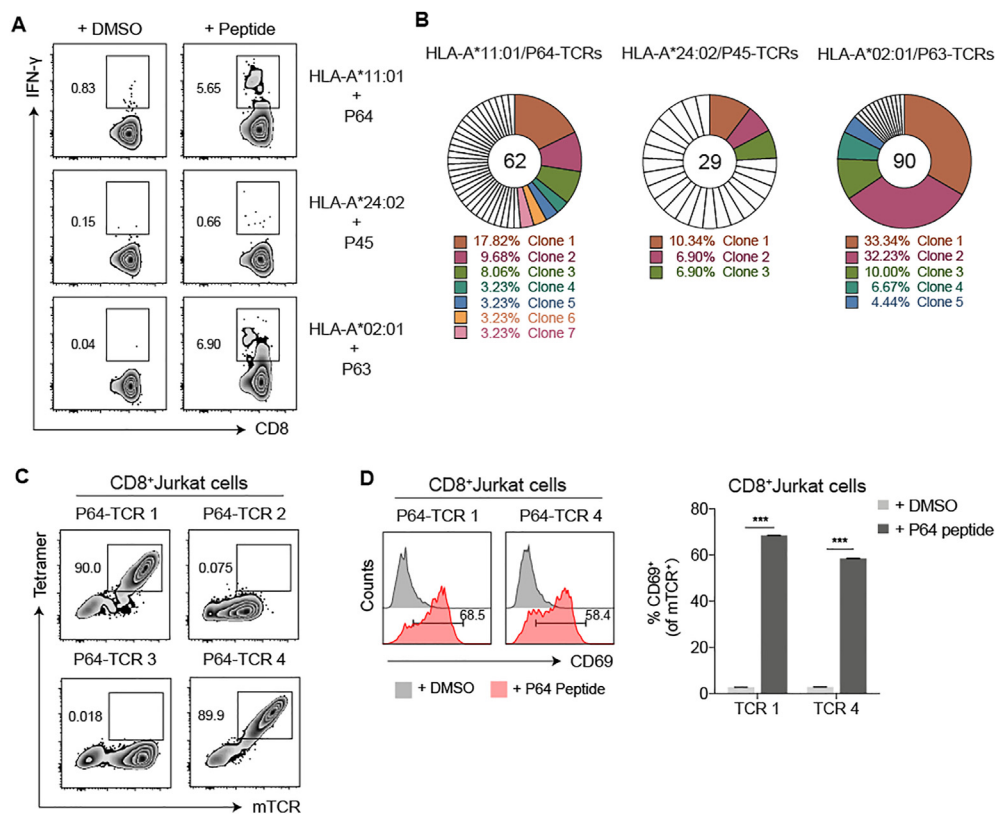 A
+ DMSO
+ Peptide
IFN-γ
0.83
5.65
HLA-A*11:01
+
P64
0.15
0.66
HLA-A*24:02
+
P45
0.04
6.90
HLA-A*02:01
+
P63
CD8
B
HLA-A*11:01/P64-TCRs
HLA-A*24:02/P45-TCRs
HLA-A*02:01/P63-TCRs
62
29
90
17.82% Clone 1
9.68% Clone 2
8.06% Clone 3
3.23% Clone 4
3.23% Clone 5
3.23% Clone 6
3.23% Clone 7
10.34% Clone 1
6.90% Clone 2
6.90% Clone 3
33.34% Clone 1
32.23% Clone 2
10.00% Clone 3
6.67% Clone 4
4.44% Clone 5
C
CD8+Jurkat cells
P64-TCR 1
P64-TCR 2
Tetramer
90.0
0.075
P64-TCR 3
P64-TCR 4
0.018
89.9
mTCR
D
CD8+Jurkat cells
P64-TCR 1
P64-TCR 4
Counts
68.5
58.4
CD69
+ DMSO
+ P64 Peptide
CD8+Jurkat cells
+ DMSO
+ P64 peptide
% CD69+
(of mTCR+)
80
60
40
20
0
***
***
TCR 1
TCR 4